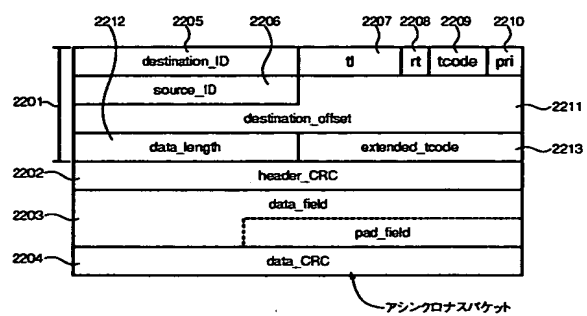 2212 2205 2206 2207 2208 2209 2210
destination_ID tl rt tcode pri
source_ID
2201
destination_offset 2211
data_length extended_tcode 2213
2202 header_CRC
data_field
2203
pad_field
2204 data_CRC
アシンクロナスパケット